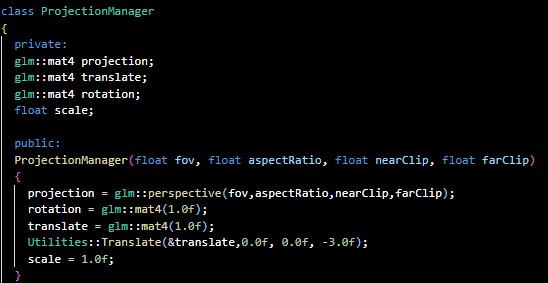 class ProjectionManager
{
private:
glm::mat4 projection;
glm::mat4 translate;
glm::mat4 rotation;
float scale;
public:
ProjectionManager(float fov, float aspectRatio, float nearClip, float farClip)
{
projection = glm::perspective(fov,aspectRatio,nearClip,farClip);
rotation = glm::mat4(1.0f);
translate = glm::mat4(1.0f);
Utilities::Translate(&translate,0.0f, 0.0f, -3.0f);
scale = 1.0f;
}